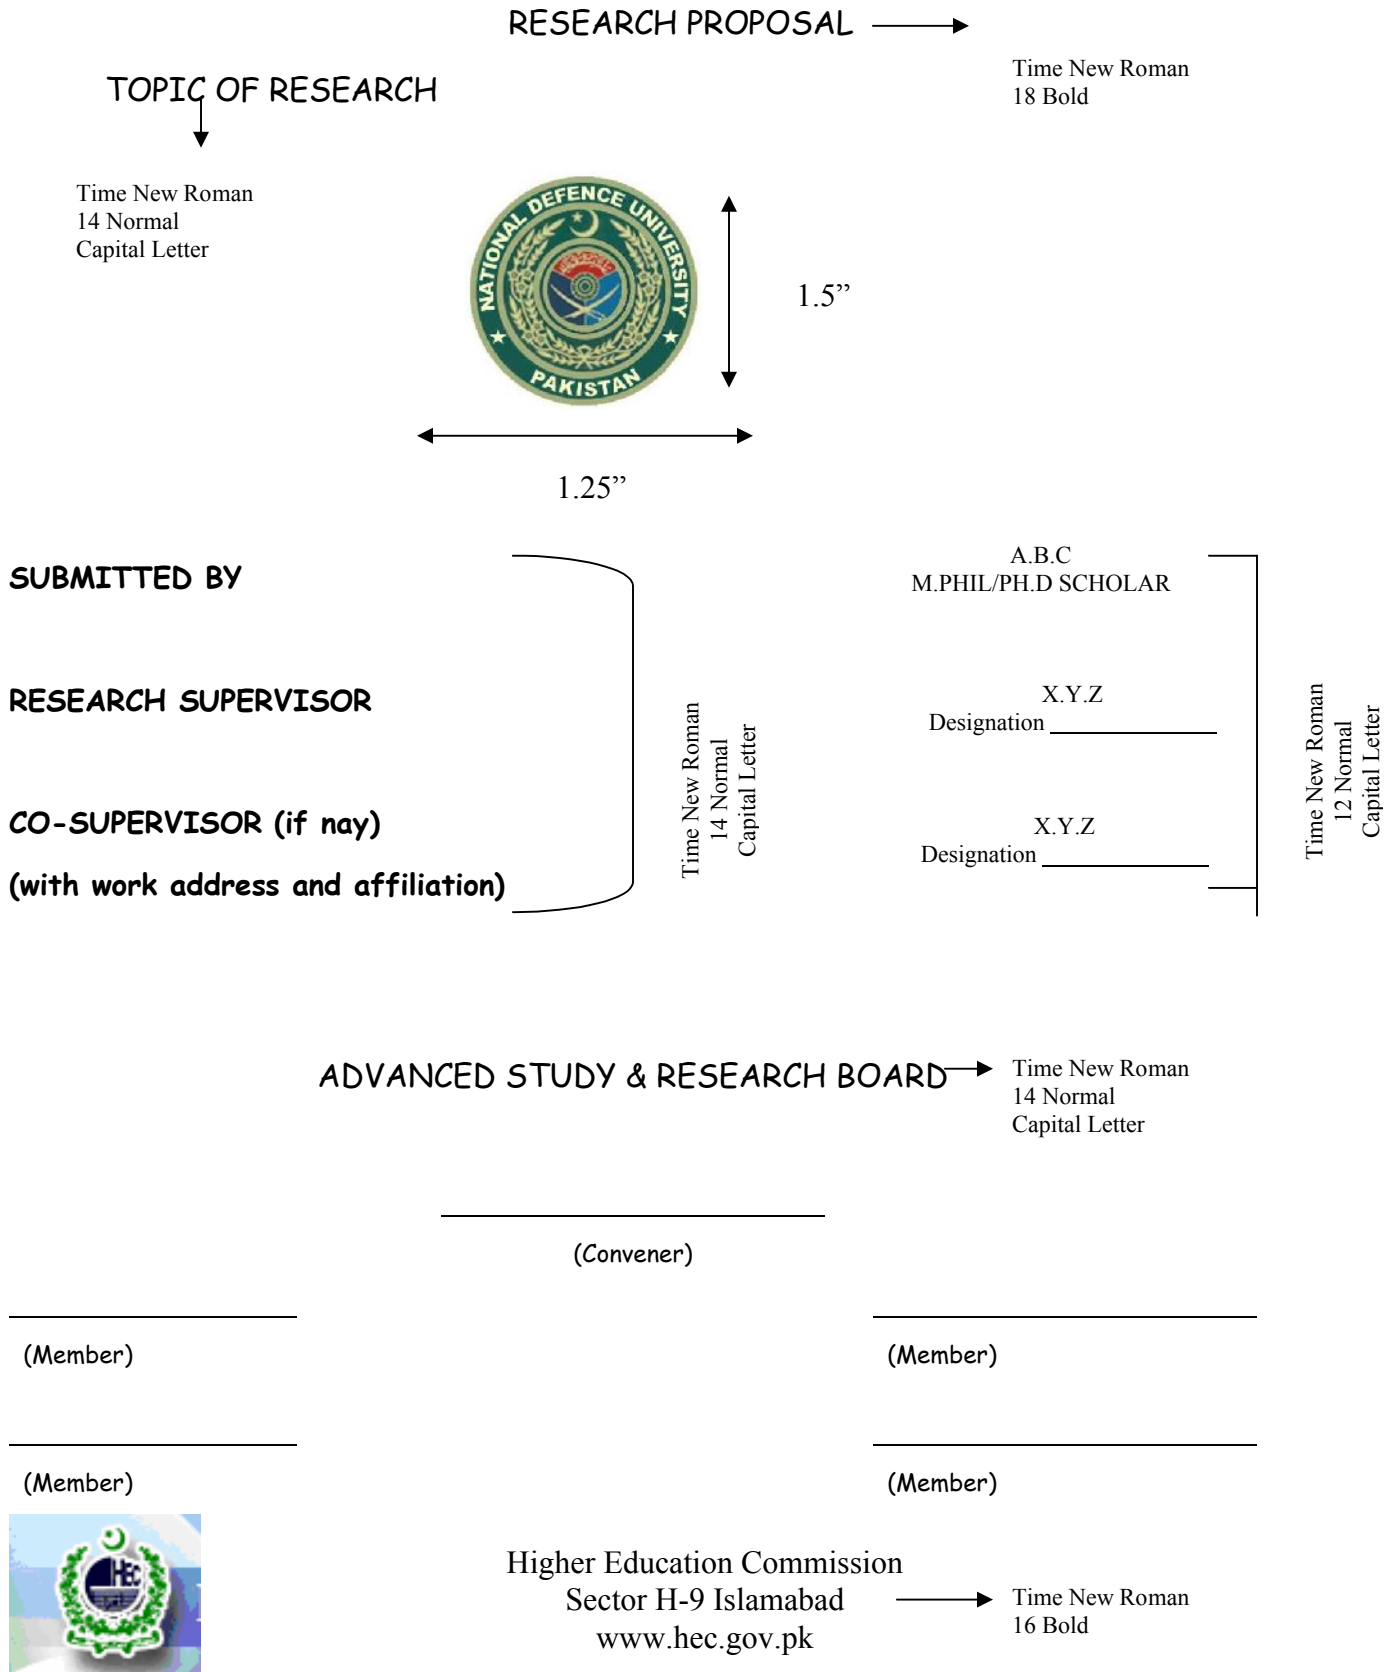 RESEARCH PROPOSAL
Time New Roman
18 Bold
TOPIC OF RESEARCH
Time New Roman
14 Normal
Capital Letter
NATIONAL DEFENCE UNIVERSITY
PAKISTAN
1.5”
1.25”
SUBMITTED BY
A.B.C
M.PHIL/PH.D SCHOLAR
RESEARCH SUPERVISOR
X.Y.Z
Designation
CO-SUPERVISOR (if nay)
(with work address and affiliation)
X.Y.Z
Designation
Time New Roman
14 Normal
Capital Letter
Time New Roman
12 Normal
Capital Letter
ADVANCED STUDY & RESEARCH BOARD
Time New Roman
14 Normal
Capital Letter
(Convener)
(Member)
(Member)
(Member)
(Member)
HEC
Higher Education Commission
Sector H-9 Islamabad
www.hec.gov.pk
Time New Roman
16 Bold